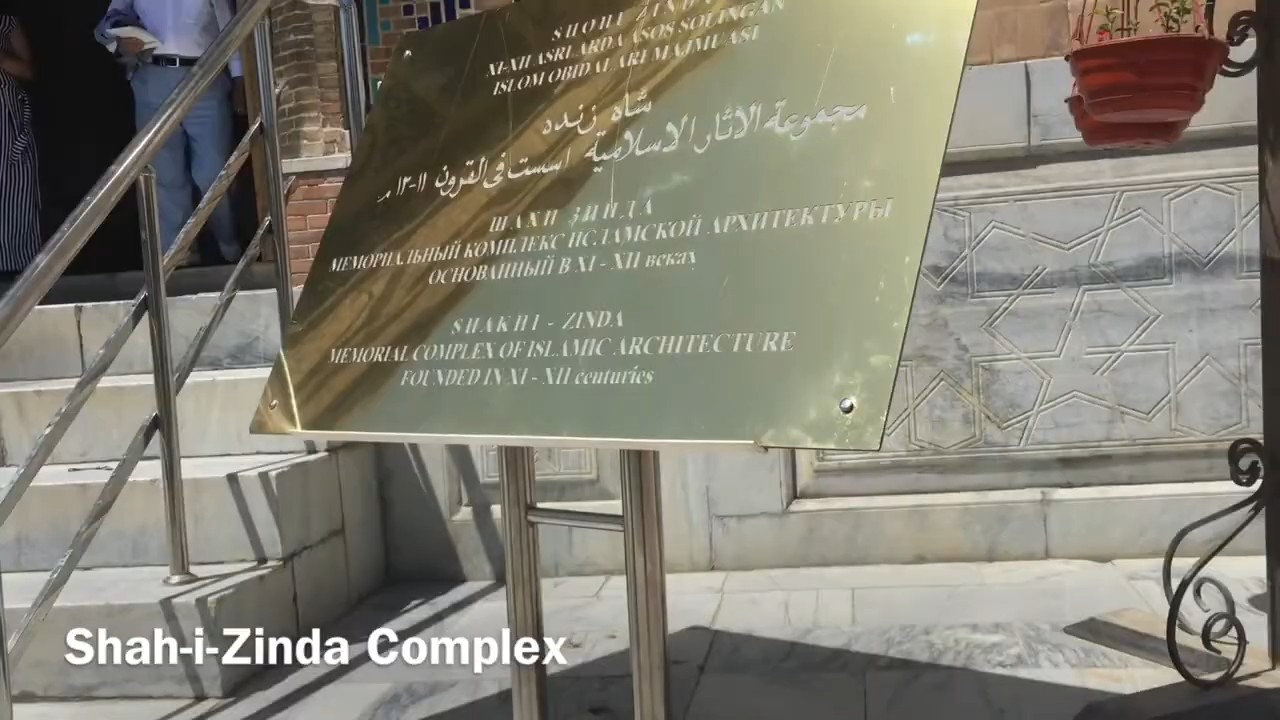 SHOHI ZINDA
XI-XII ASRLARDA ASOS SOLINGAN
ISLOM OBIDALARI MAJMUASI
شاه زنده
مجموعة الاثار الاسلامية اسست في القرون ١١-١٢ م
ШАХИ ЗИНДА
МЕМОРИАЛЬНЫЙ КОМПЛЕКС ИСЛАМСКОЙ АРХИТЕКТУРЫ
ОСНОВАННЫЙ В XI - XII веках
SHAKHI - ZINDA
MEMORIAL COMPLEX OF ISLAMIC ARCHITECTURE
FOUNDED IN XI - XII centuries
Shah-i-Zinda Complex